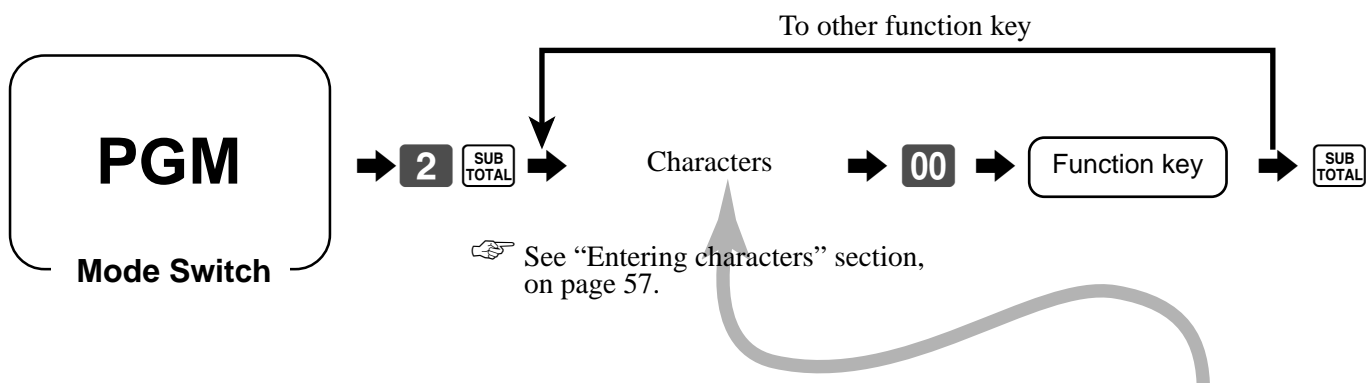 To other function key
PGM
2 SUB TOTAL Characters 00 Function key SUB TOTAL
Mode Switch
☞ See “Entering characters” section,
on page 57.